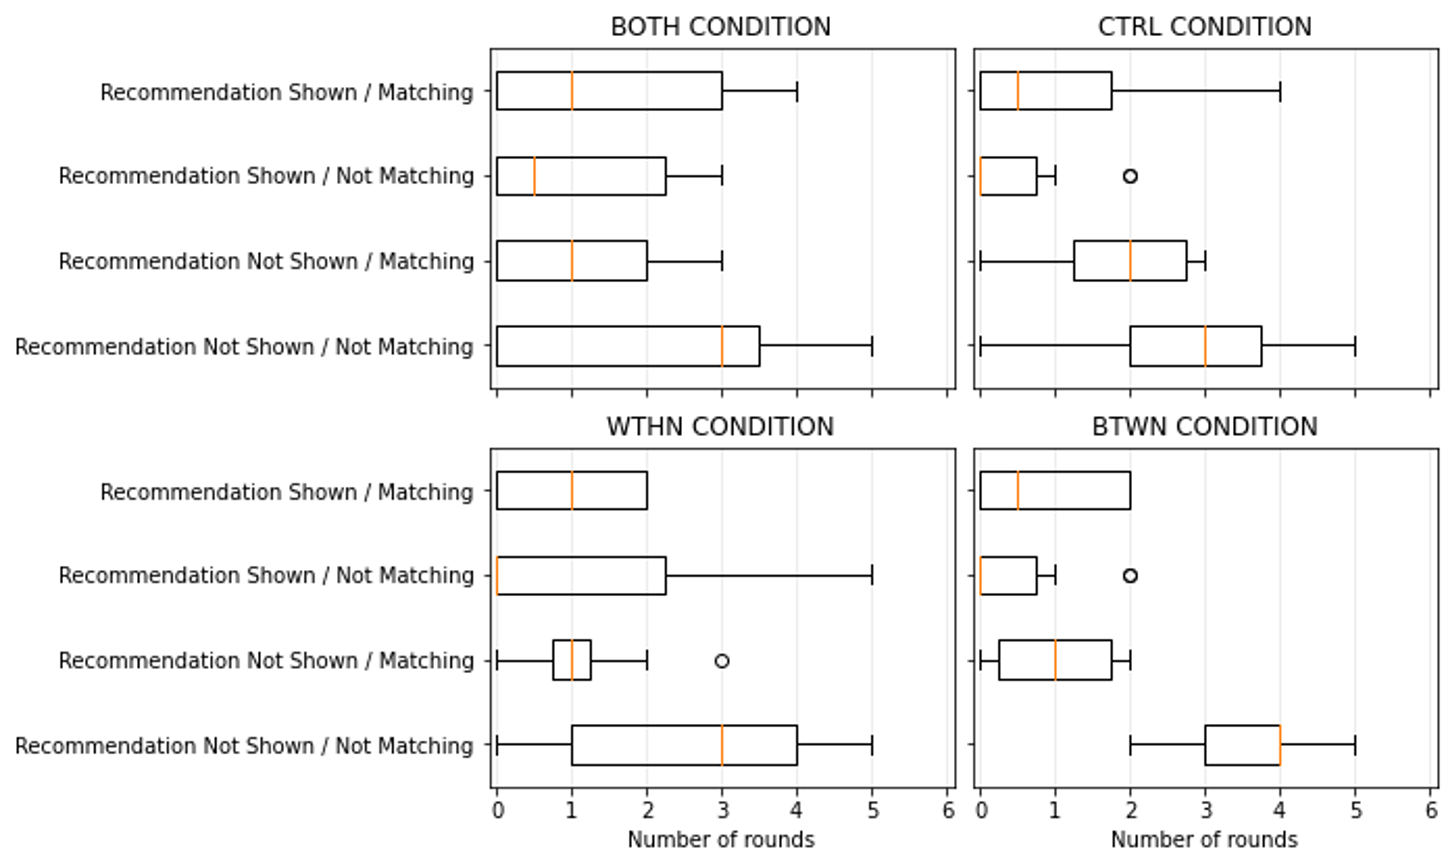 BOTH CONDITION
CTRL CONDITION
Recommendation Shown / Matching
Recommendation Shown / Not Matching
Recommendation Not Shown / Matching
Recommendation Not Shown / Not Matching
WTHN CONDITION
BTWN CONDITION
Recommendation Shown / Matching
Recommendation Shown / Not Matching
Recommendation Not Shown / Matching
Recommendation Not Shown / Not Matching
0 1 2 3 4 5 6
0 1 2 3 4 5 6
Number of rounds
Number of rounds